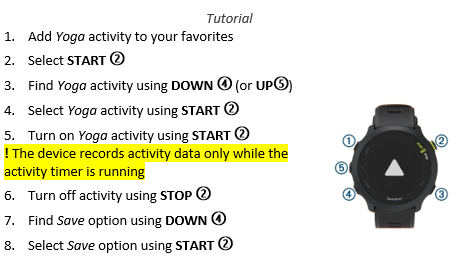 Tutorial
1. Add Yoga activity to your favorites
2. Select START ②
3. Find Yoga activity using DOWN ④ (or UP⑤)
4. Select Yoga activity using START ②
5. Turn on Yoga activity using START ②
! The device records activity data only while the
activity timer is running
6. Turn off activity using STOP ②
7. Find Save option using DOWN ④
8. Select Save option using START ②
①
②
⑤
④
③